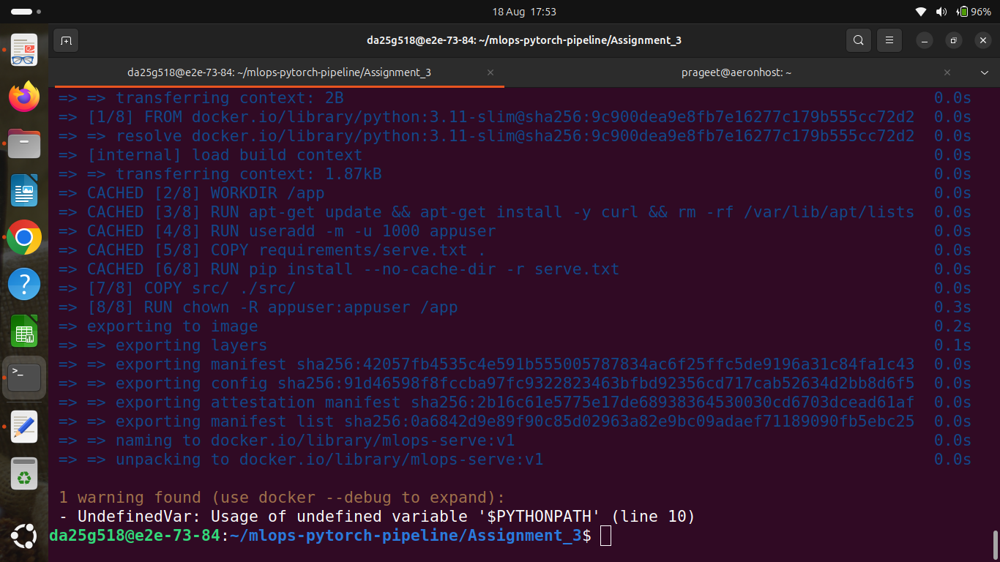 18 Aug 17:53
96%
da25g518@e2e-73-84: ~/mlops-pytorch-pipeline/Assignment_3
da25g518@e2e-73-84: ~/mlops-pytorch-pipeline/Assignment_3
prageet@aeronhost: ~
=> => transferring context: 2B 0.0s
=> [1/8] FROM docker.io/library/python:3.11-slim@sha256:9c900dea9e8fb7e16277c179b555cc72d2 0.0s
=> => resolve docker.io/library/python:3.11-slim@sha256:9c900dea9e8fb7e16277c179b555cc72d2 0.0s
=> [internal] load build context 0.0s
=> => transferring context: 1.87kB 0.0s
=> CACHED [2/8] WORKDIR /app 0.0s
=> CACHED [3/8] RUN apt-get update && apt-get install -y curl && rm -rf /var/lib/apt/lists 0.0s
=> CACHED [4/8] RUN useradd -m -u 1000 appuser 0.0s
=> CACHED [5/8] COPY requirements/serve.txt . 0.0s
=> CACHED [6/8] RUN pip install --no-cache-dir -r serve.txt 0.0s
=> [7/8] COPY src/ ./src/ 0.0s
=> [8/8] RUN chown -R appuser:appuser /app 0.3s
=> exporting to image 0.2s
=> => exporting layers 0.1s
=> => exporting manifest sha256:42057fb4535c4e591b555005787834ac6f25ffc5de9196a31c84fa1c43 0.0s
=> => exporting config sha256:91d46598f8fccba97fc9322823463bfbd92356cd717cab52634d2bb8d6f5 0.0s
=> => exporting attestation manifest sha256:2b16c61e5775e17de68938364530030cd6703dcead61af 0.0s
=> => exporting manifest list sha256:0a6842d9e89f53c85d02963a82e9bc09adaef71189090fb5ebc25 0.0s
=> => naming to docker.io/library/mlops-serve:v1 0.0s
=> => unpacking to docker.io/library/mlops-serve:v1 0.0s
1 warning found (use docker --debug to expand):
- UndefinedVar: Usage of undefined variable '$PYTHONPATH' (line 10)
da25g518@e2e-73-84:~/mlops-pytorch-pipeline/Assignment_3$